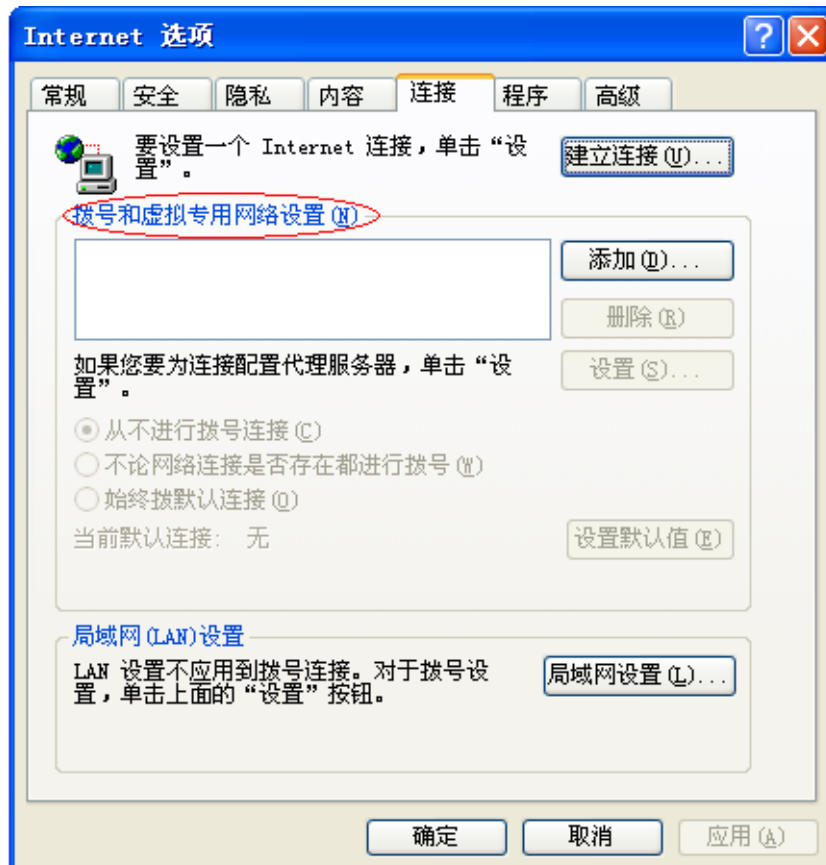 Internet 选项
常规 安全 隐私 内容 连接 程序 高级
要设置一个 Internet 连接，单击“设
置”。
建立连接(U)...
拨号和虚拟专用网络设置(N)
添加(D)...
删除(R)
如果您要为连接配置代理服务器，单击“设
置”。
设置(S)...
从不进行拨号连接(C)
不论网络连接是否存在都进行拨号(W)
始终拨默认连接(O)
当前默认连接: 无
设置默认值(E)
局域网(LAN)设置
LAN 设置不应用到拨号连接。对于拨号设
置，单击上面的“设置”按钮。
局域网设置(L)...
确定 取消 应用(A)